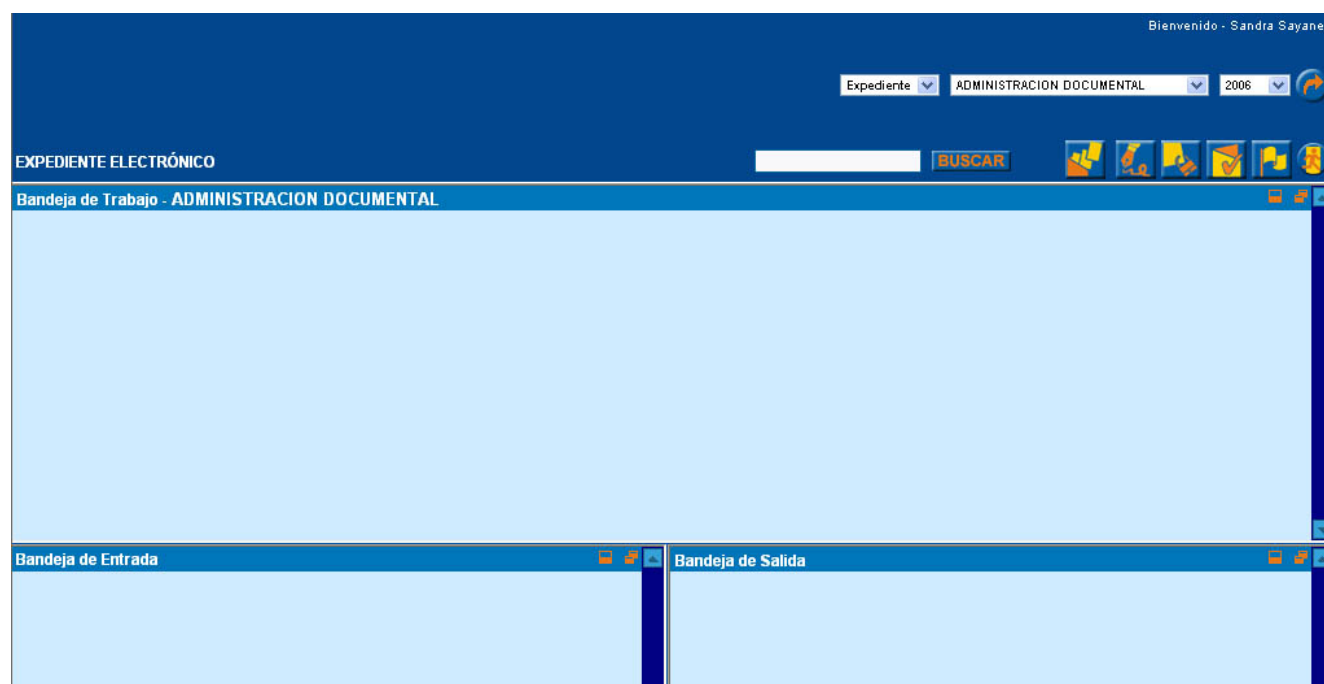 Bienvenido - Sandra Sayane
Expediente ADMINISTRACION DOCUMENTAL 2006
EXPEDIENTE ELECTRÓNICO BUSCAR
Bandeja de Trabajo - ADMINISTRACION DOCUMENTAL
Bandeja de Entrada Bandeja de Salida